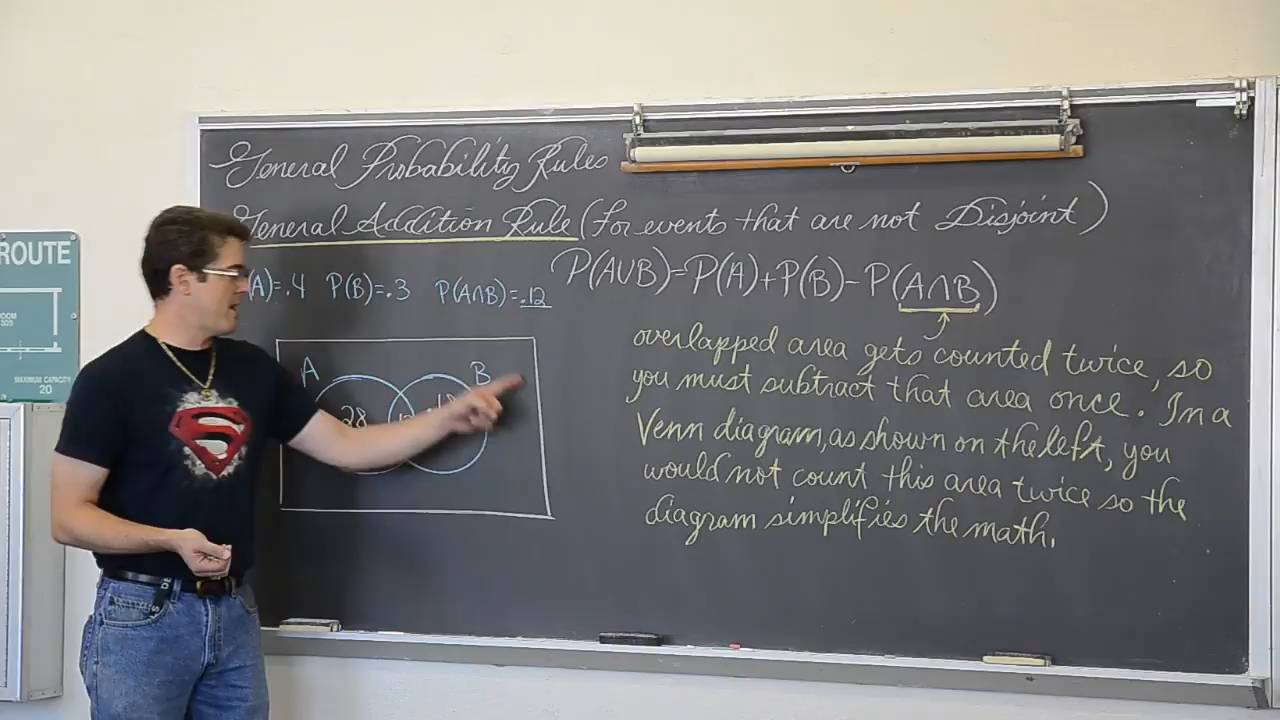 General Probability Rules
General Addition Rule (for events that are not Disjoint)
(A)=.4 P(B)=.3 P(A∩B)=.12
P(A∪B)=P(A)+P(B)-P(A∩B)
A B
.28
overlapped area gets counted twice, so
you must subtract that area once. In a
Venn diagram, as shown on the left, you
would not count this area twice so the
diagram simplifies the math.
ROUTE
MAXIMUM CAPACITY
20
S